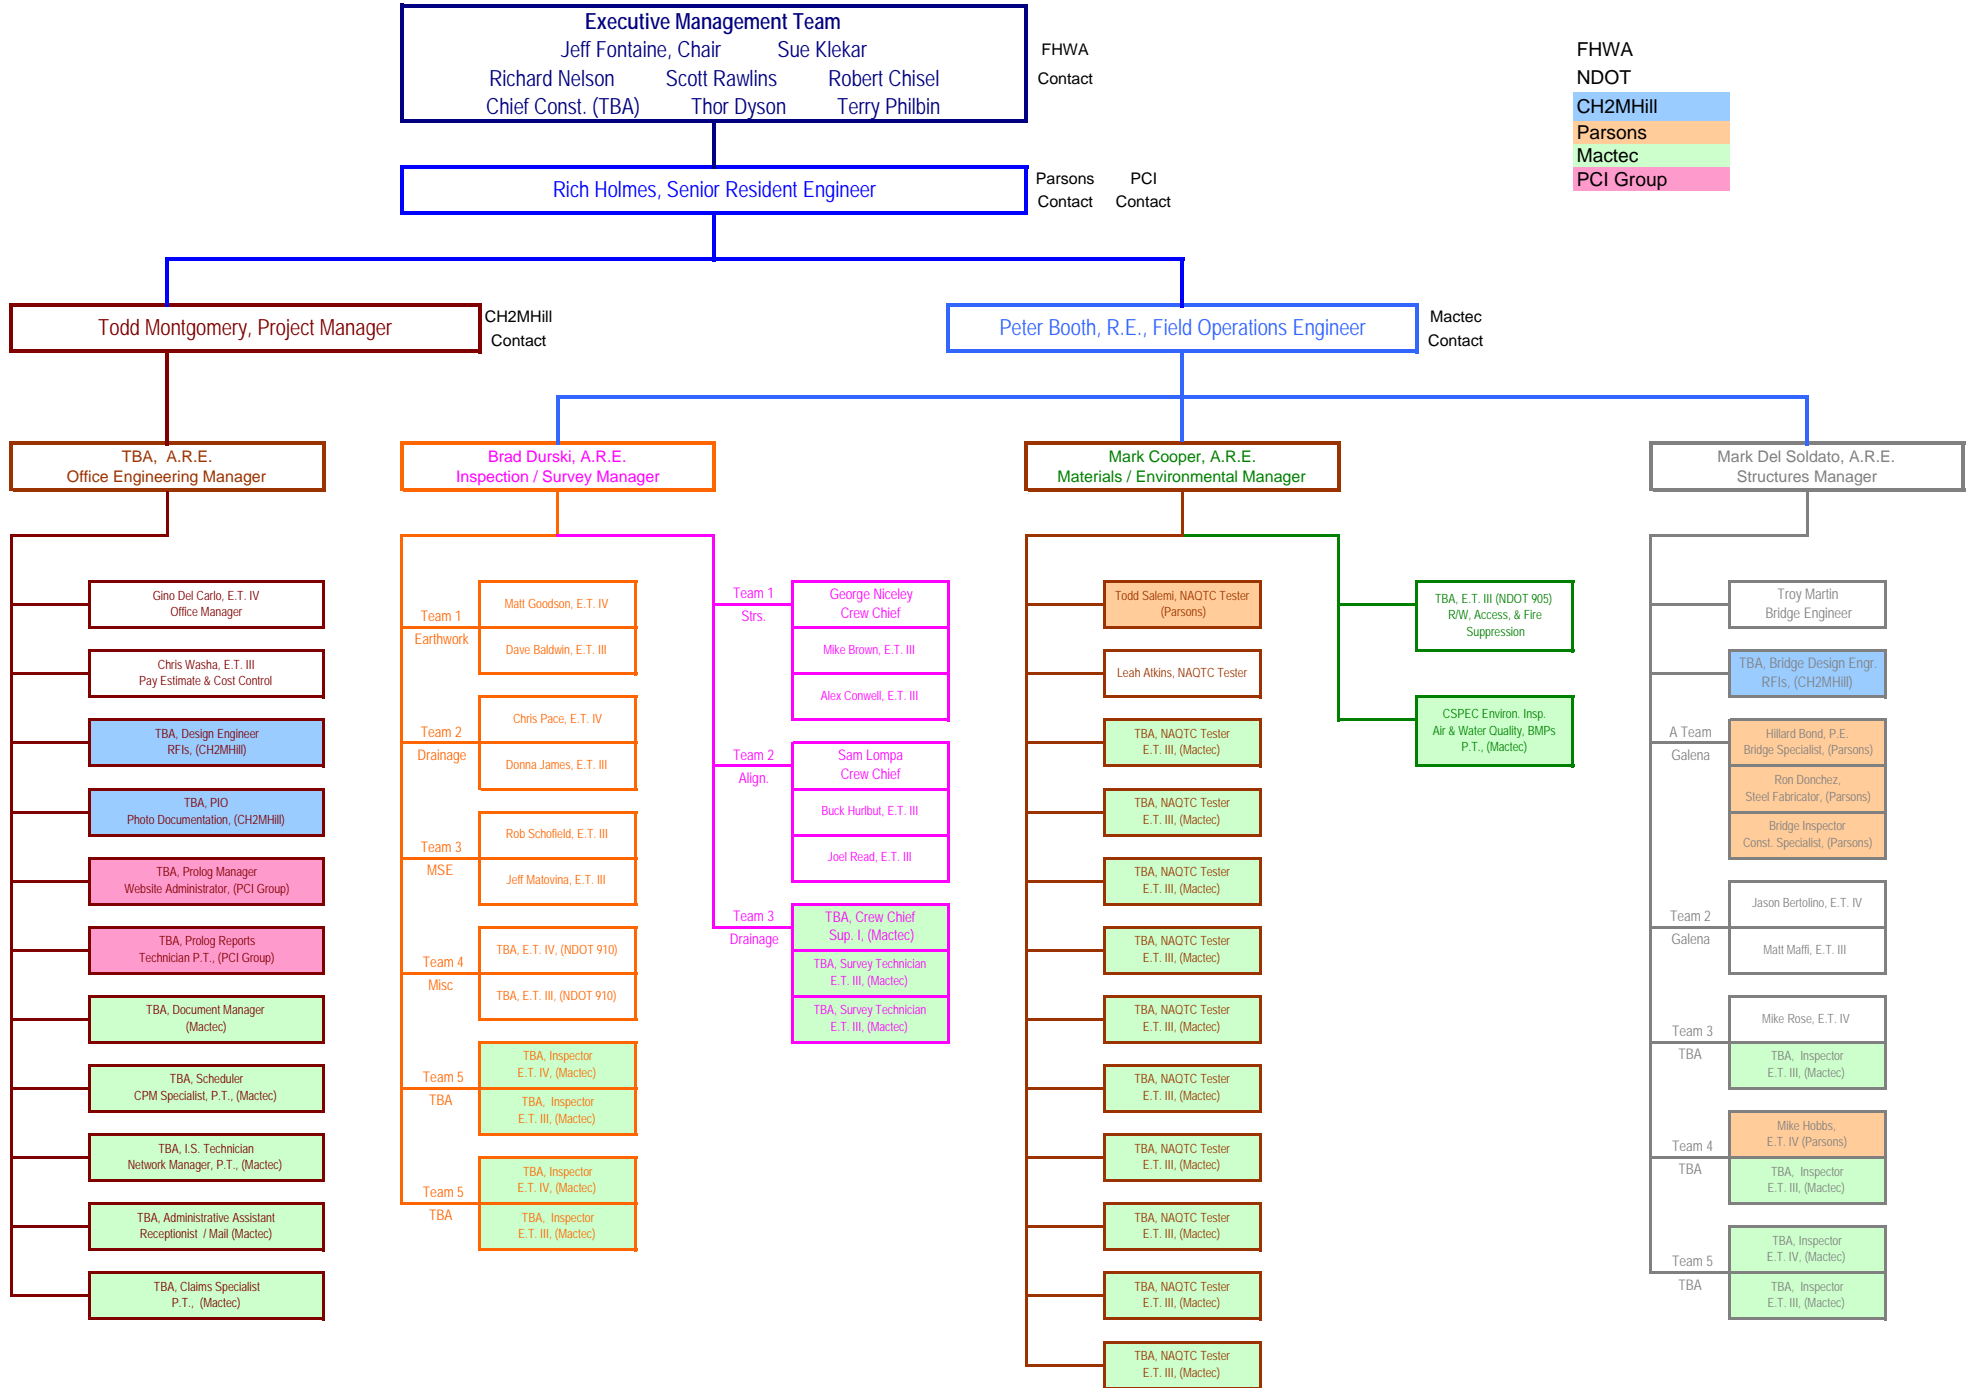 Executive Management Team
Jeff Fontaine, Chair Sue Klekar
Richard Nelson Scott Rawlins Robert Chisel
Chief Const. (TBA) Thor Dyson Terry Philbin
FHWA
Contact
FHWA
NDOT
CH2MHill
Parsons
Mactec
PCI Group
Rich Holmes, Senior Resident Engineer
Parsons PCI
Contact Contact
Todd Montgomery, Project Manager
CH2MHill
Contact
Peter Booth, R.E., Field Operations Engineer
Mactec
Contact
TBA, A.R.E.
Office Engineering Manager
Brad Durski, A.R.E.
Inspection / Survey Manager
Mark Cooper, A.R.E.
Materials / Environmental Manager
Mark Del Soldato, A.R.E.
Structures Manager
Gino Del Carlo, E.T. IV
Office Manager
Chris Washa, E.T. III
Pay Estimate & Cost Control
TBA, Design Engineer
RFIs, (CH2MHill)
TBA, PIO
Photo Documentation, (CH2MHill)
TBA, Prolog Manager
Website Administrator, (PCI Group)
TBA, Prolog Reports
Technician P.T., (PCI Group)
TBA, Document Manager
(Mactec)
TBA, Scheduler
CPM Specialist, P.T., (Mactec)
TBA, I.S. Technician
Network Manager, P.T., (Mactec)
TBA, Administrative Assistant
Receptionist / Mail (Mactec)
TBA, Claims Specialist
P.T., (Mactec)
Team 1
Earthwork
Matt Goodson, E.T. IV
Dave Baldwin, E.T. III
Team 2
Drainage
Chris Pace, E.T. IV
Donna James, E.T. III
Team 3
MSE
Rob Schofield, E.T. III
Jeff Matovina, E.T. III
Team 4
Misc
TBA, E.T. IV, (NDOT 910)
TBA, E.T. III, (NDOT 910)
Team 5
TBA
TBA, Inspector
E.T. IV, (Mactec)
TBA, Inspector
E.T. III, (Mactec)
Team 5
TBA
TBA, Inspector
E.T. IV, (Mactec)
TBA, Inspector
E.T. III, (Mactec)
Team 1
Strs.
George Niceley
Crew Chief
Mike Brown, E.T. III
Alex Conwell, E.T. III
Team 2
Align.
Sam Lompa
Crew Chief
Buck Hurlbut, E.T. III
Joel Read, E.T. III
Team 3
Drainage
TBA, Crew Chief
Sup. I, (Mactec)
TBA, Survey Technician
E.T. III, (Mactec)
TBA, Survey Technician
E.T. III, (Mactec)
Todd Salemi, NAQTC Tester
(Parsons)
Leah Atkins, NAQTC Tester
TBA, NAQTC Tester
E.T. III, (Mactec)
TBA, NAQTC Tester
E.T. III, (Mactec)
TBA, NAQTC Tester
E.T. III, (Mactec)
TBA, NAQTC Tester
E.T. III, (Mactec)
TBA, NAQTC Tester
E.T. III, (Mactec)
TBA, NAQTC Tester
E.T. III, (Mactec)
TBA, NAQTC Tester
E.T. III, (Mactec)
TBA, NAQTC Tester
E.T. III, (Mactec)
TBA, NAQTC Tester
E.T. III, (Mactec)
TBA, NAQTC Tester
E.T. III, (Mactec)
TBA, E.T. III (NDOT 905)
R/W, Access, & Fire
Suppression
CSPEC Environ. Insp.
Air & Water Quality, BMPs
P.T., (Mactec)
Troy Martin
Bridge Engineer
TBA, Bridge Design Engr.
RFIs, (CH2MHill)
A Team
Galena
Hillard Bond, P.E.
Bridge Specialist, (Parsons)
Ron Donchez,
Steel Fabricator, (Parsons)
Bridge Inspector
Const. Specialist, (Parsons)
Team 2
Galena
Jason Bertolino, E.T. IV
Matt Maffi, E.T. III
Team 3
TBA
Mike Rose, E.T. IV
TBA, Inspector
E.T. III, (Mactec)
Team 4
TBA
Mike Hobbs,
E.T. IV (Parsons)
TBA, Inspector
E.T. III, (Mactec)
Team 5
TBA
TBA, Inspector
E.T. IV, (Mactec)
TBA, Inspector
E.T. III, (Mactec)